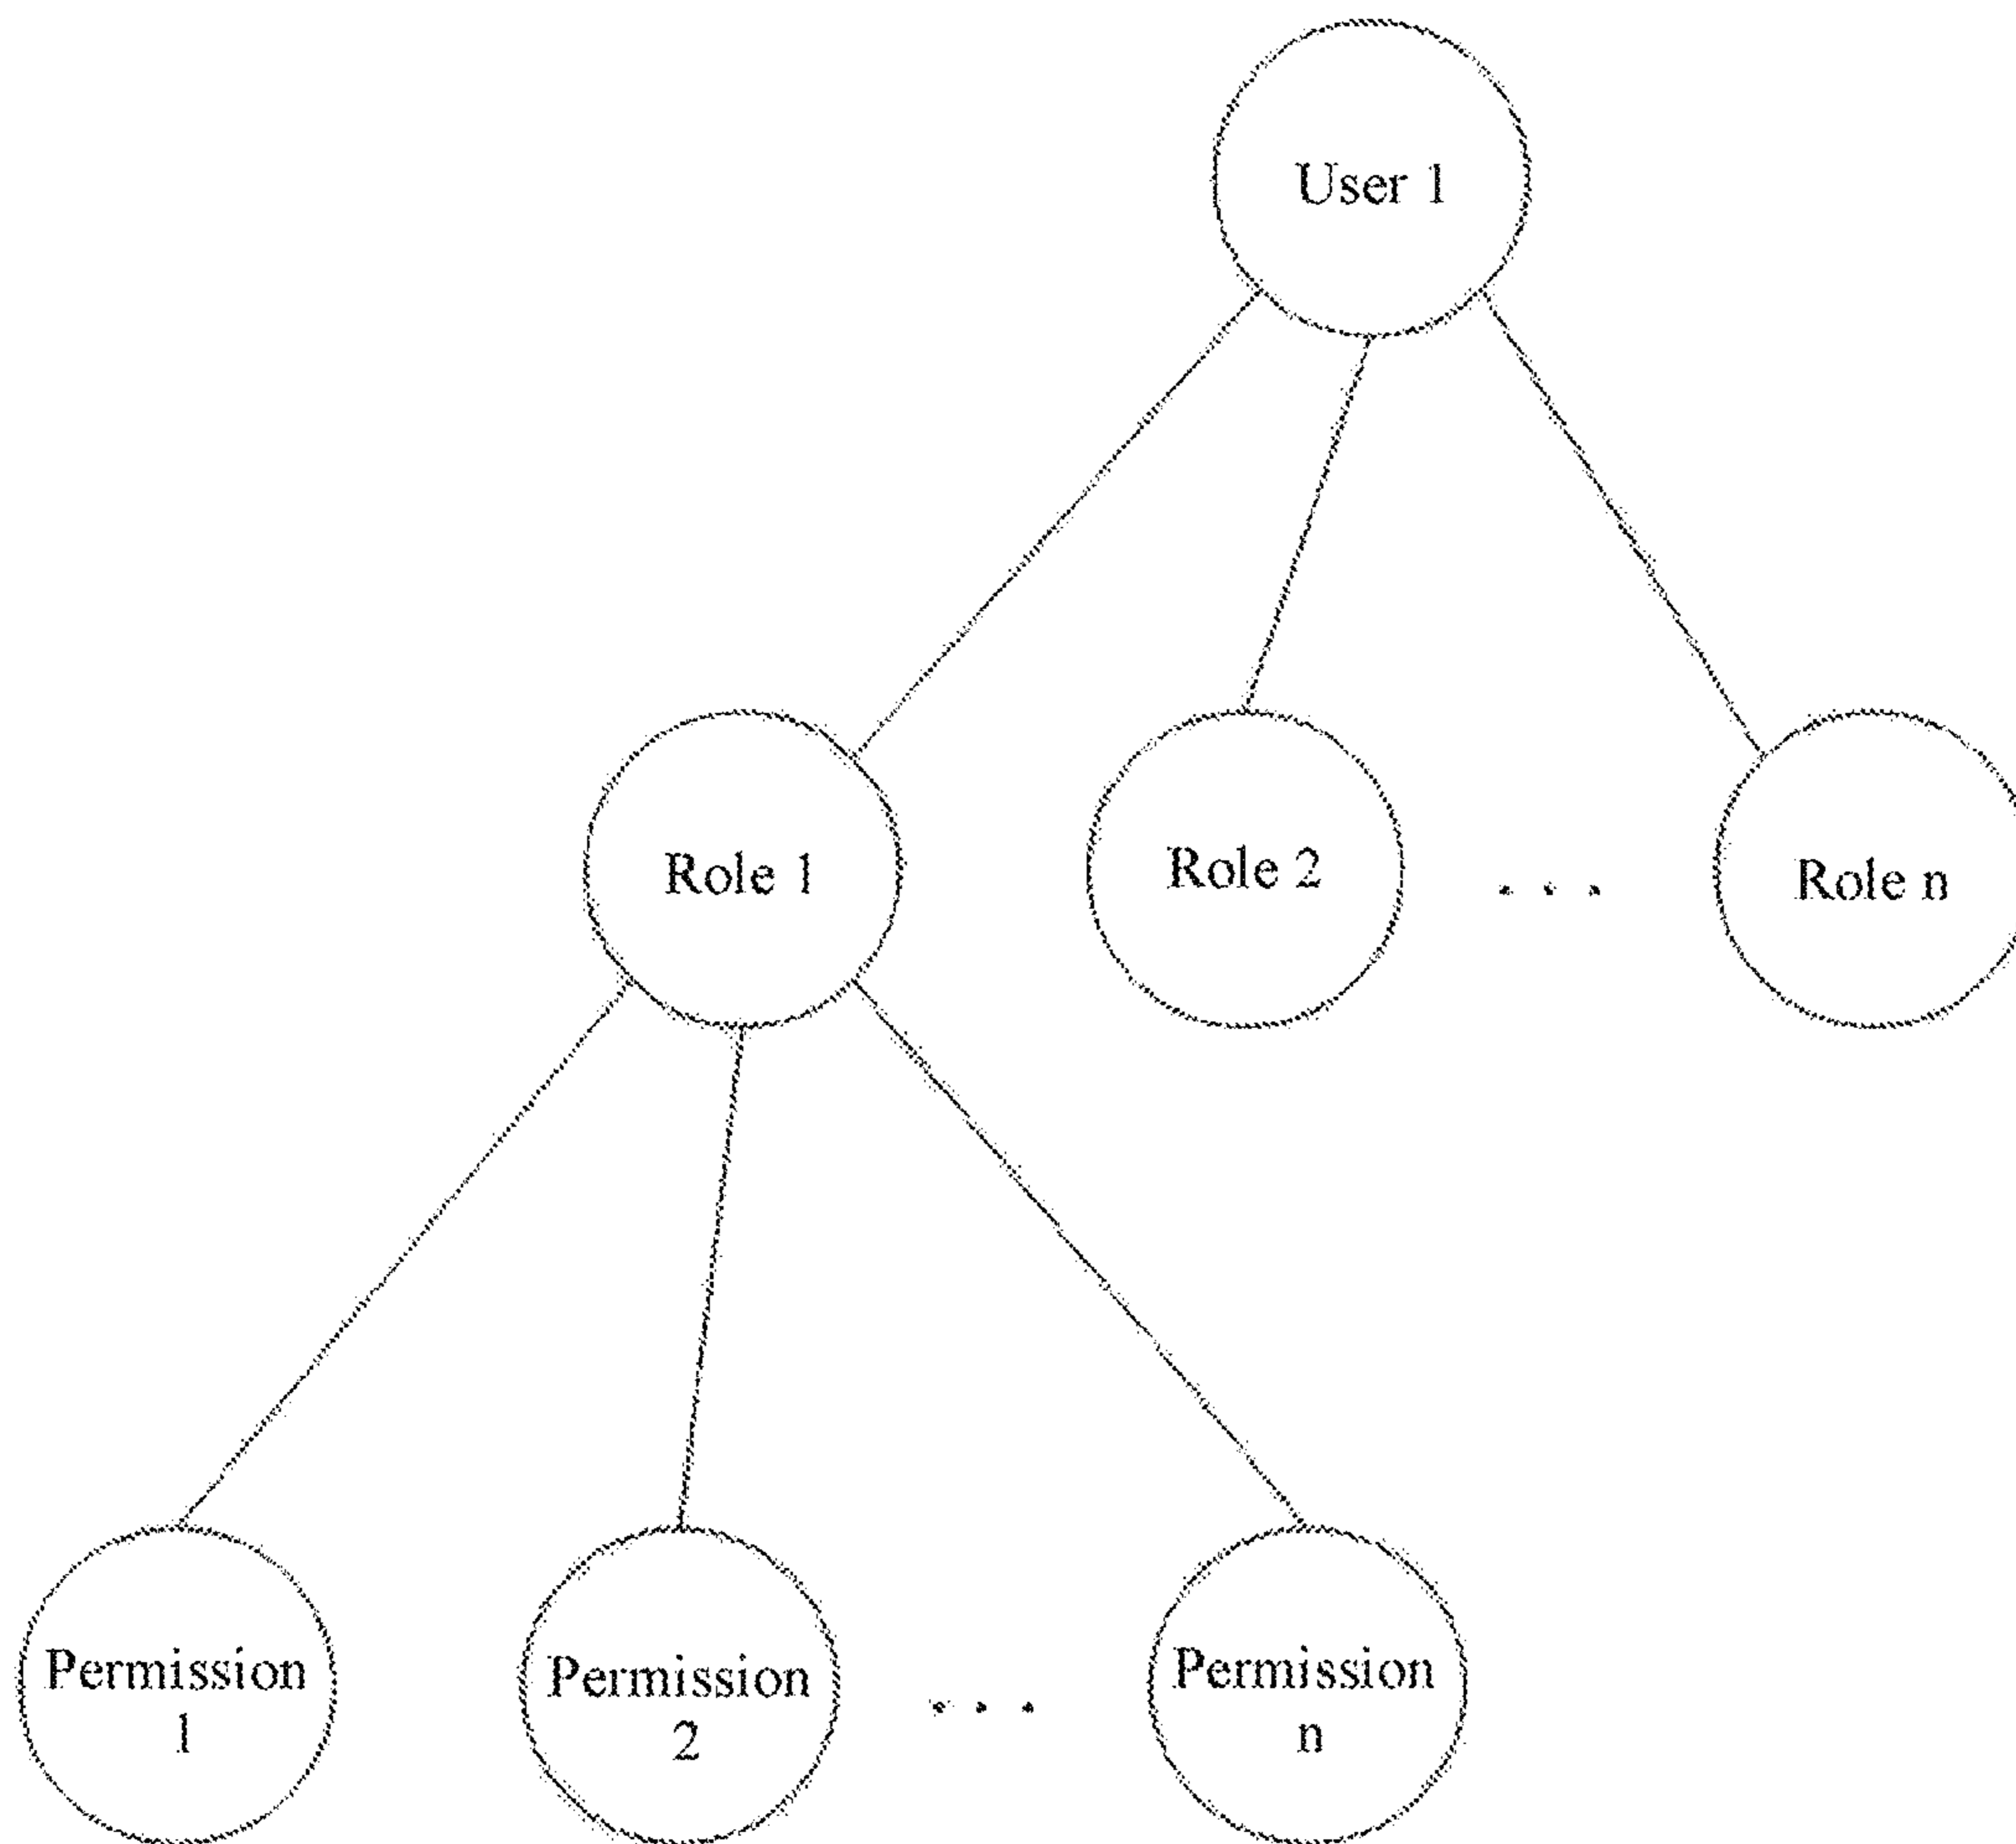 User 1
Role 1
Role 2
. . .
Role n
Permission
1
Permission
2
. . .
Permission
n